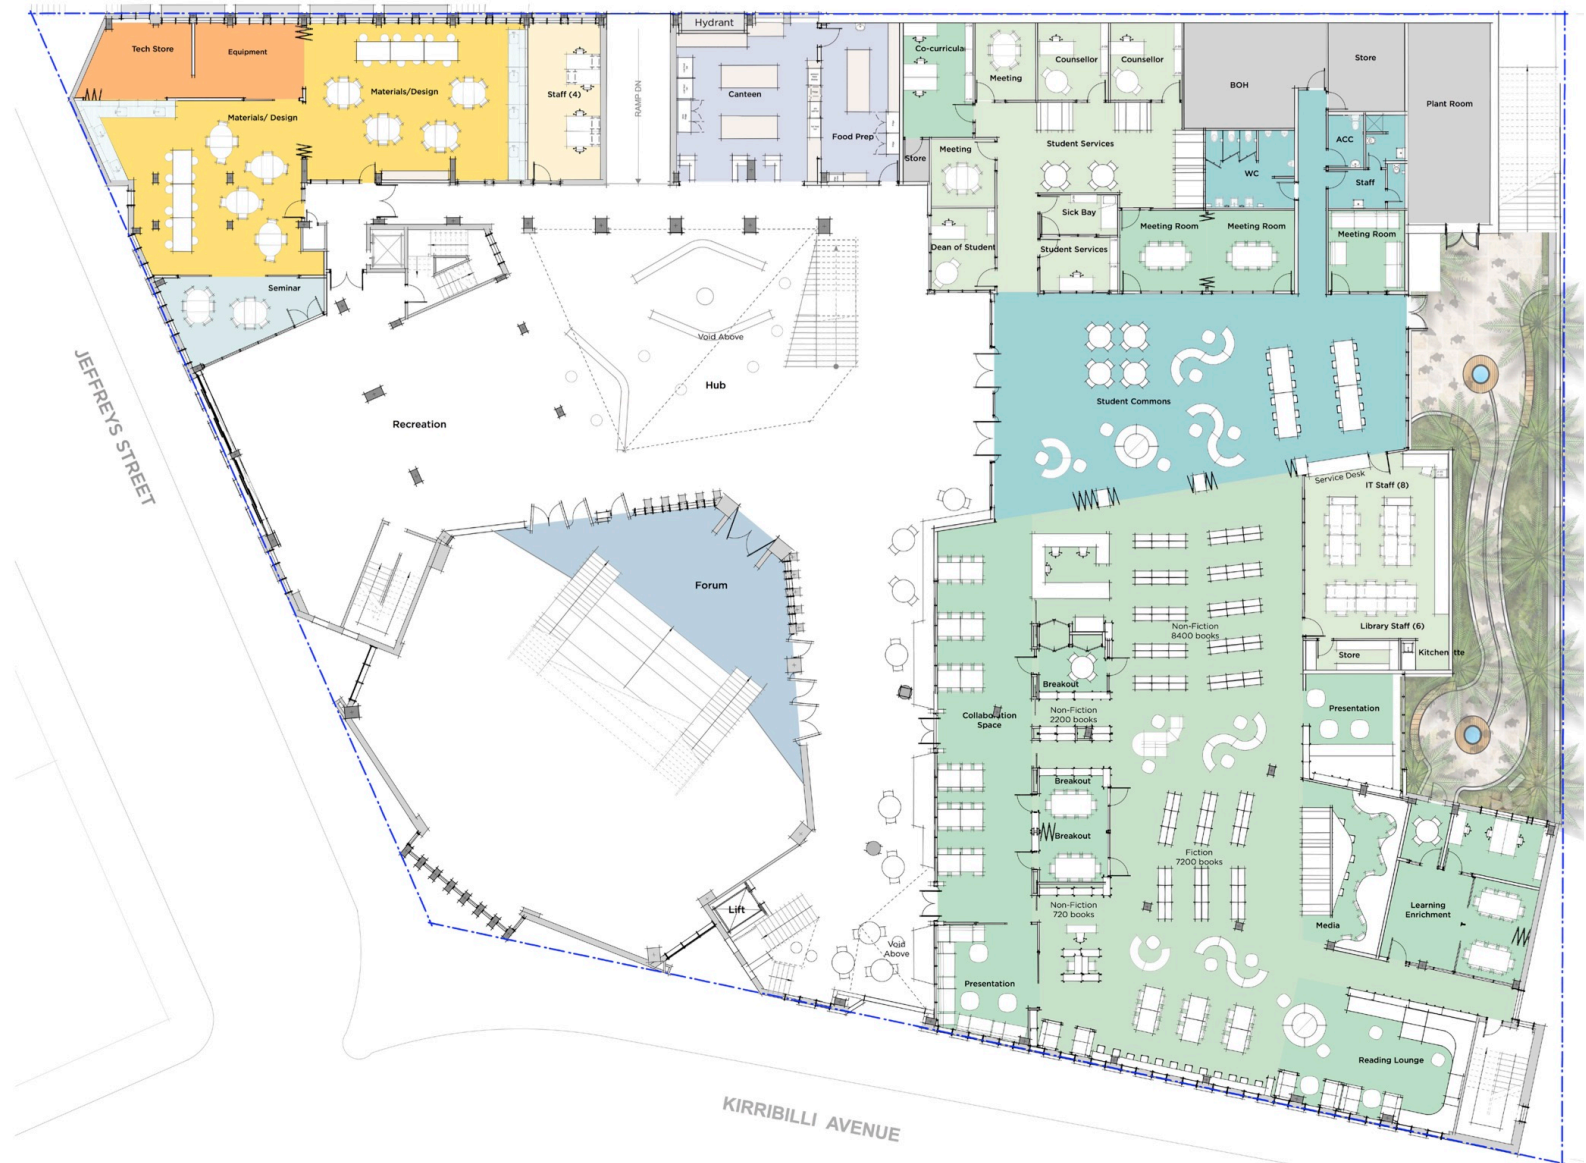 Hydrant
Tech Store
Equipment
Materials/Design
Staff (4)
RAMP DN
Canteen
Food Prep
Co-curricula
Meeting
Counsellor
Counsellor
BOH
Store
Plant Room
Materials/ Design
Store
Meeting
Student Services
WC
ACC
Staff
Sick Bay
Dean of Student
Student Services
Meeting Room
Meeting Room
Meeting Room
Seminar
Void Above
Hub
Recreation
Student Commons
JEFFREYS STREET
Service Desk
IT Staff (8)
Forum
Non-Fiction
8400 books
Library Staff (6)
Store
Kitchenette
Breakout
Non-Fiction
2200 books
Collaboration
Space
Presentation
Breakout
Breakout
Fiction
7200 books
Non-Fiction
720 books
Lift
Void
Above
Media
Learning
Enrichment
Presentation
Reading Lounge
KIRRIBILLI AVENUE